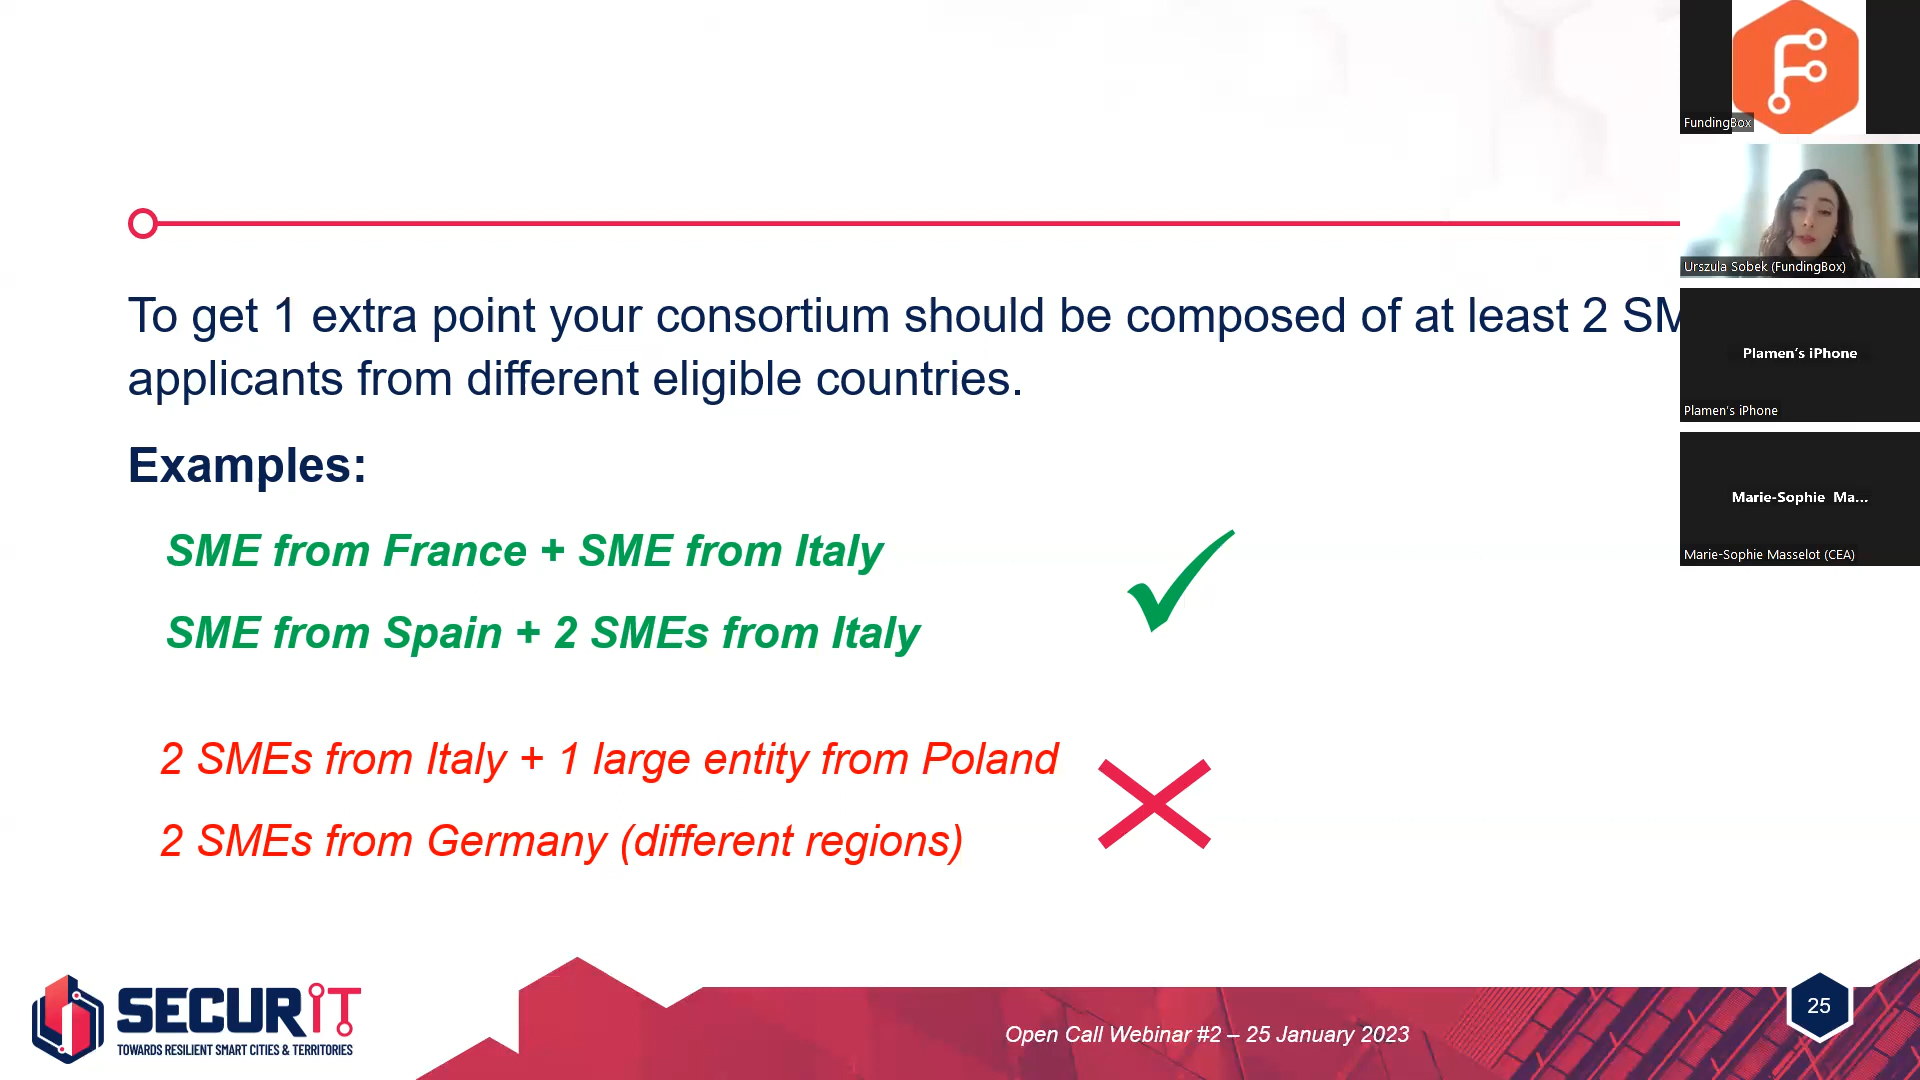 To get 1 extra point your consortium should be composed of at least 2 SM
applicants from different eligible countries.
Examples:
SME from France + SME from Italy
SME from Spain + 2 SMEs from Italy
2 SMEs from Italy + 1 large entity from Poland
2 SMEs from Germany (different regions)
SECURIT
TOWARDS RESILIENT SMART CITIES & TERRITORIES
Open Call Webinar #2 – 25 January 2023
25
FundingBox
Urszula Sobek (FundingBox)
Plamen's iPhone
Plamen's iPhone
Marie-Sophie Ma...
Marie-Sophie Masselot (CEA)